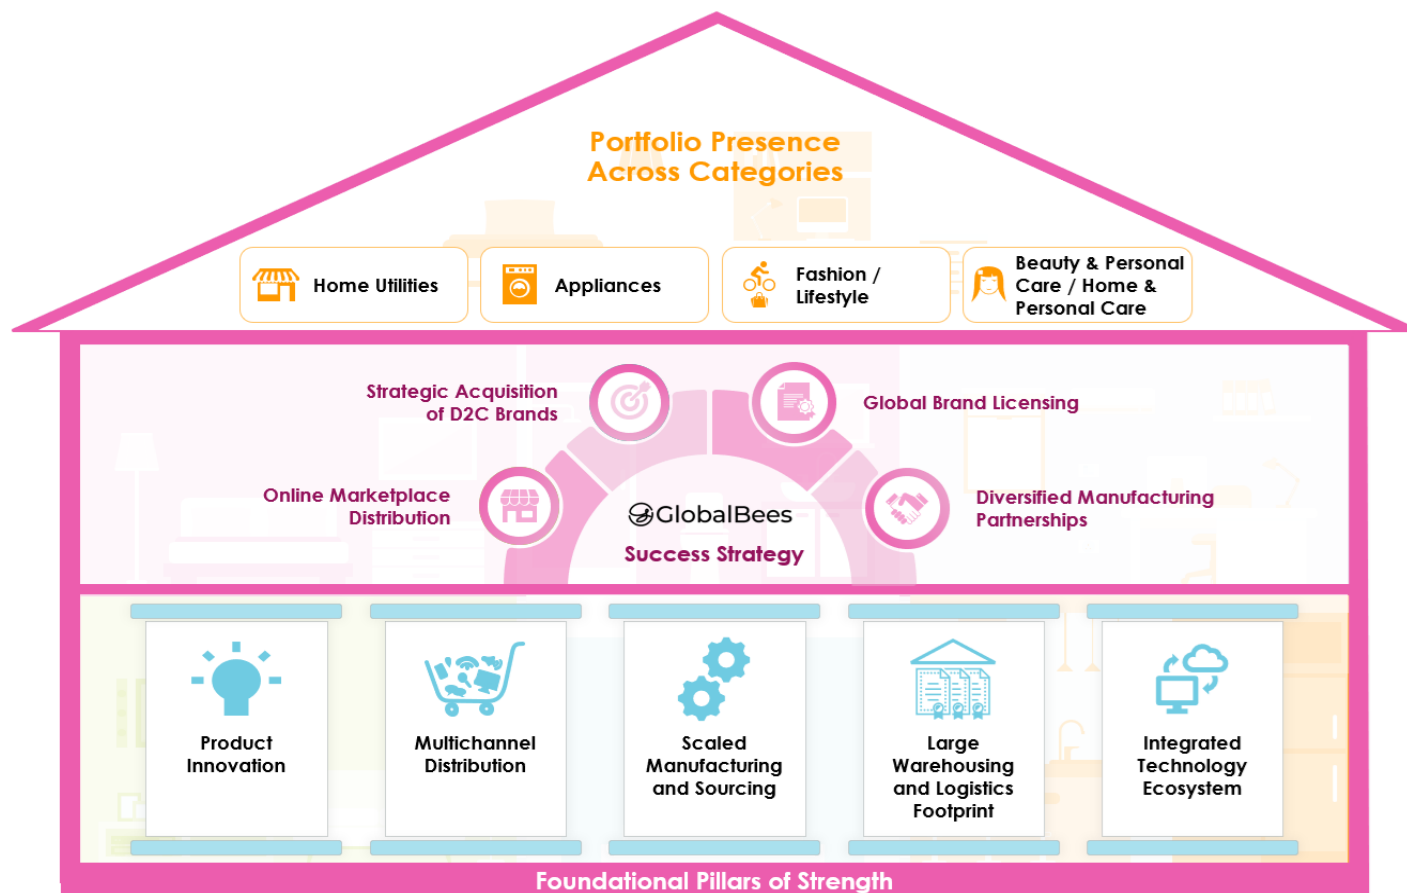 Portfolio Presence
Across Categories
Home Utilities
Appliances
Fashion /
Lifestyle
Beauty & Personal
Care / Home &
Personal Care
Strategic Acquisition
of D2C Brands
Global Brand Licensing
Online Marketplace
Distribution
Diversified Manufacturing
Partnerships
GlobalBees
Success Strategy
Product
Innovation
Multichannel
Distribution
Scaled
Manufacturing
and Sourcing
Large
Warehousing
and Logistics
Footprint
Integrated
Technology
Ecosystem
Foundational Pillars of Strength